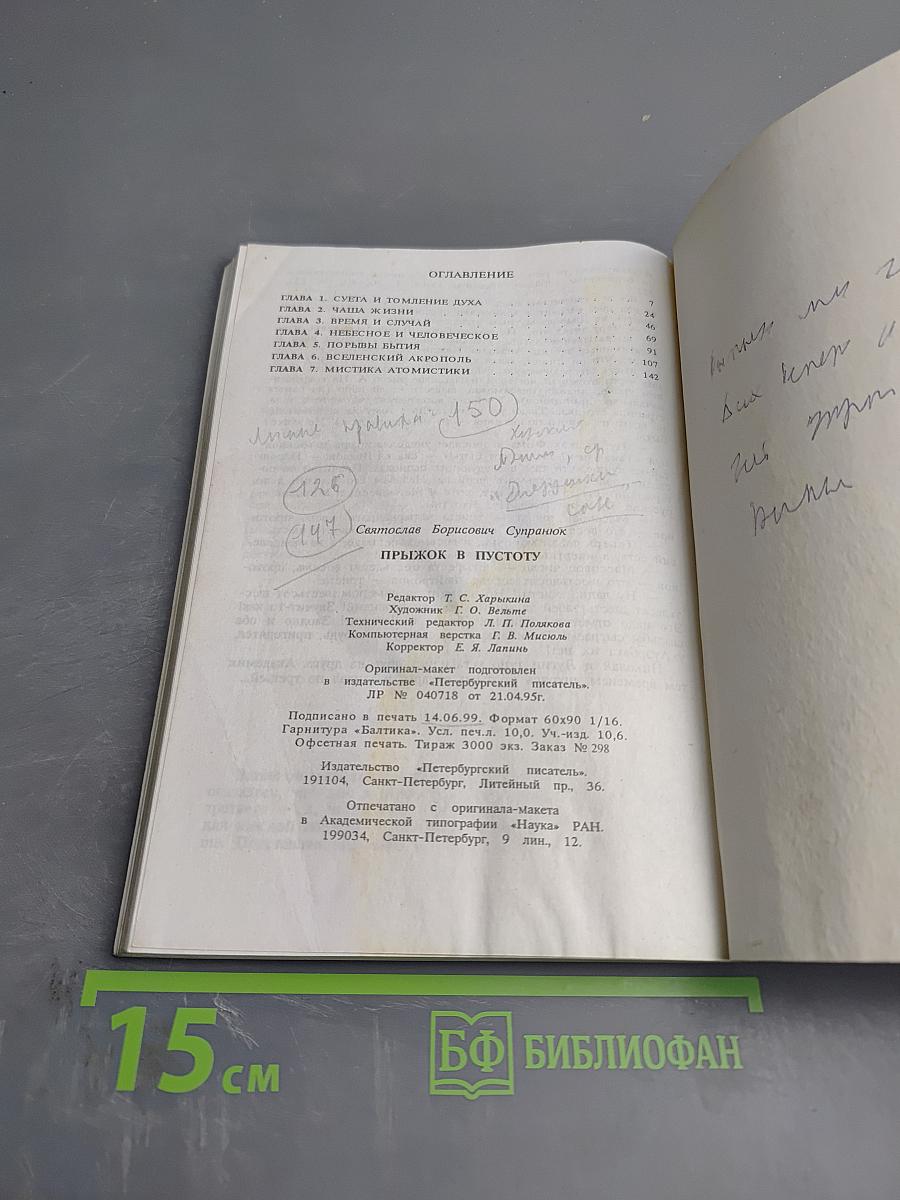 ОГЛАВЛЕНИЕ
ГЛАВА 1. СУЕТА И ТОМЛЕНИЕ ДУХА . . . . . . . . . 7
ГЛАВА 2. ЧАША ЖИЗНИ . . . . . . . . . 24
ГЛАВА 3. ВРЕМЯ И СЛУЧАЙ . . . . . . . . . 46
ГЛАВА 4. НЕБЕСНОЕ И ЧЕЛОВЕЧЕСКОЕ . . . . . . . . . 69
ГЛАВА 5. ПОРЫВЫ БЫТИЯ . . . . . . . . . 91
ГЛАВА 6. ВСЕЛЕНСКИЙ АКРОПОЛЬ . . . . . . . . . 107
ГЛАВА 7. МИСТИКА АТОМИСТИКИ . . . . . . . . . 142
150
126
147
Святослав Борисович Супранюк
ПРЫЖОК В ПУСТОТУ
Редактор Т. С. Харыкина
Художник Г. О. Вельте
Технический редактор Л. П. Полякова
Компьютерная верстка Г. В. Мисюль
Корректор Е. Я. Лапинь
Оригинал-макет подготовлен
в издательстве «Петербургский писатель».
ЛР № 040718 от 21.04.95г.
Подписано в печать 14.06.99. Формат 60х90 1/16.
Гарнитура «Балтика». Усл. печ.л. 10,0. Уч.-изд. 10,6.
Офсетная печать. Тираж 3000 экз. Заказ № 298
Издательство «Петербургский писатель».
191104, Санкт-Петербург, Литейный пр., 36.
Отпечатано с оригинала-макета
в Академической типографии «Наука» РАН.
199034, Санкт-Петербург, 9 лин., 12.
15 см
БФ БИБЛИОФАН